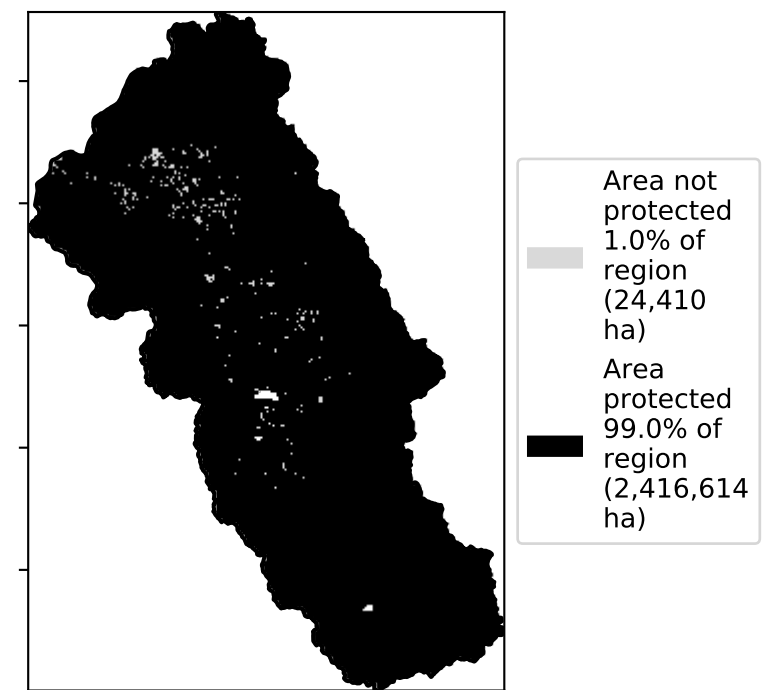 Area not
protected
1.0% of
region
(24,410
ha)
Area
protected
99.0% of
region
(2,416,614
ha)